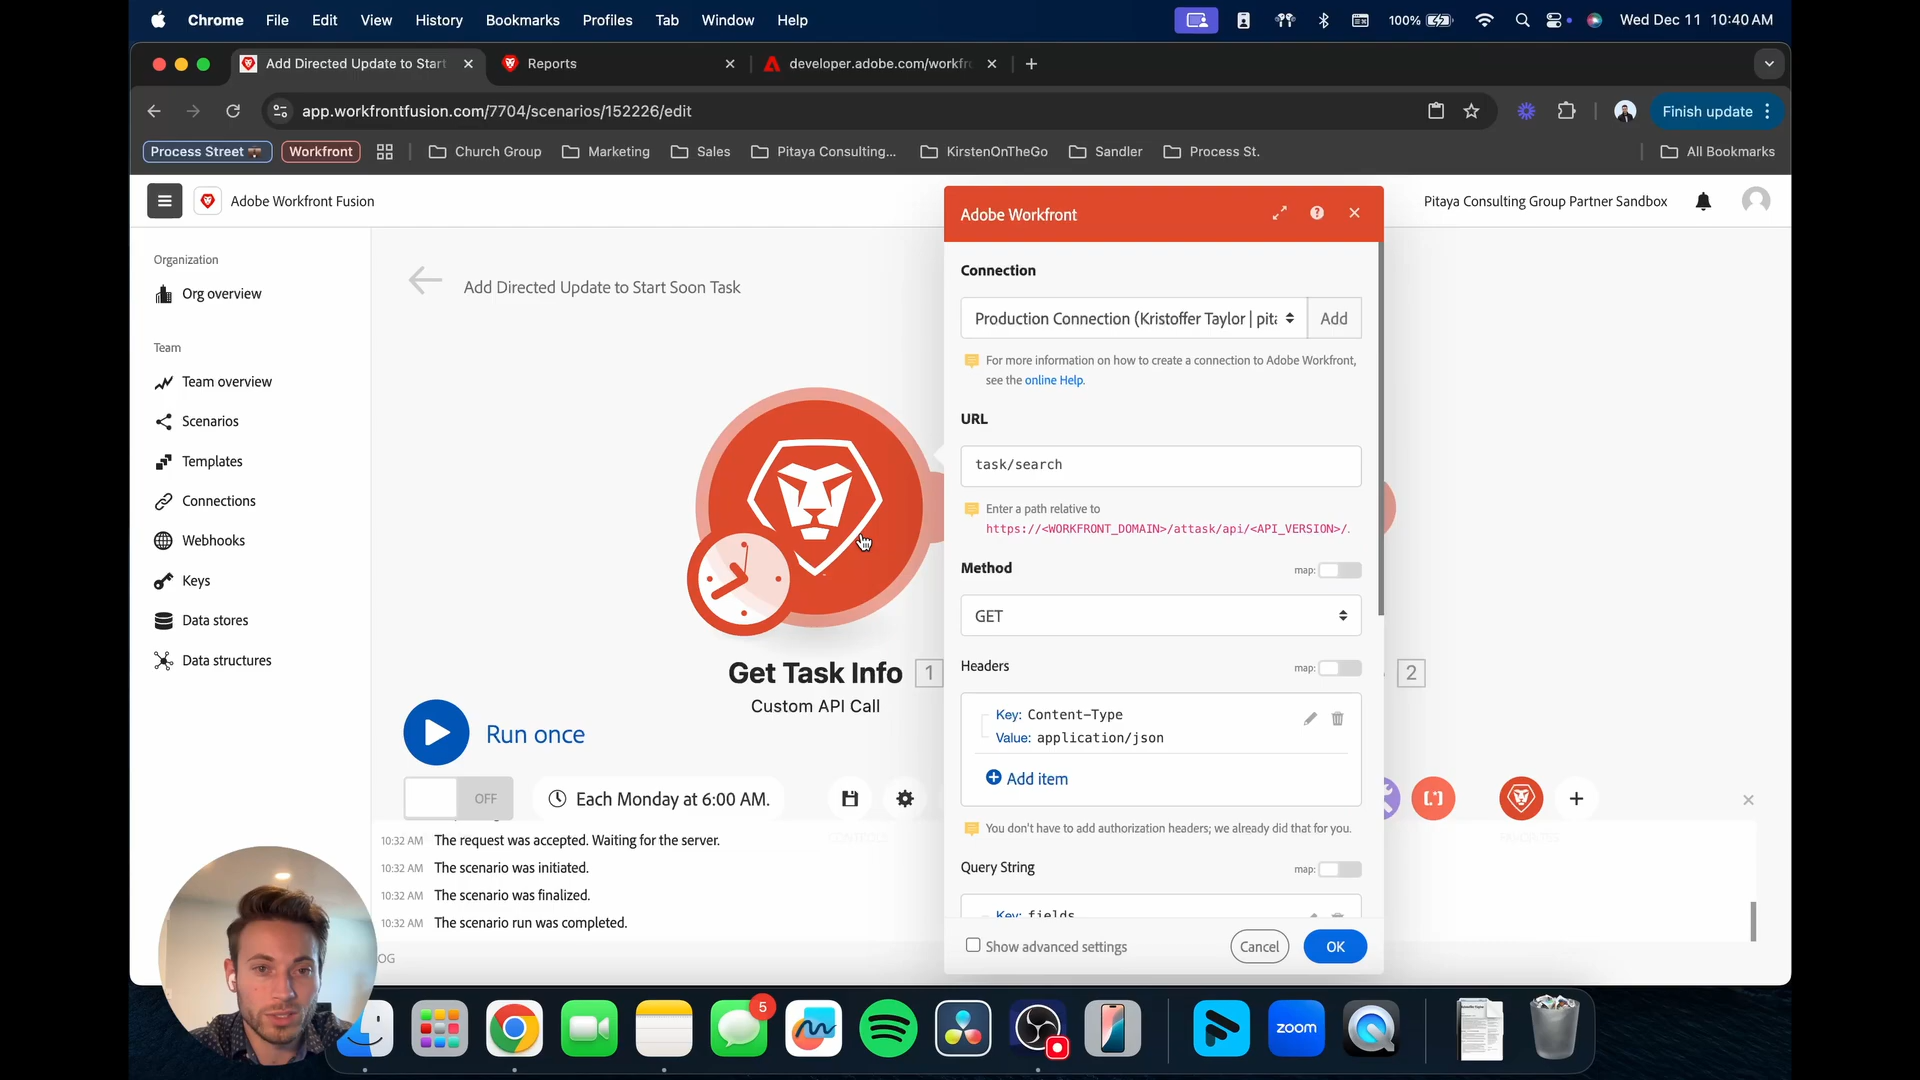 Chrome File Edit View History Bookmarks Profiles Tab Window Help 100% Wed Dec 11 10:40 AM
Add Directed Update to Start
Reports
developer.adobe.com/workfr
app.workfrontfusion.com/7704/scenarios/152226/edit
Finish update
Process Street
Workfront
Church Group
Marketing
Sales
Pitaya Consulting...
KirstenOnTheGo
Sandler
Process St.
All Bookmarks
Adobe Workfront Fusion
Pitaya Consulting Group Partner Sandbox
Organization
Org overview
Team
Team overview
Scenarios
Templates
Connections
Webhooks
Keys
Data stores
Data structures
Add Directed Update to Start Soon Task
Get Task Info 1
Custom API Call
2
Run once
OFF
Each Monday at 6:00 AM.
10:32 AM The request was accepted. Waiting for the server.
10:32 AM The scenario was initiated.
10:32 AM The scenario was finalized.
10:32 AM The scenario run was completed.
OG
Adobe Workfront
Connection
Production Connection (Kristoffer Taylor | pita
Add
For more information on how to create a connection to Adobe Workfront,
see the online Help.
URL
task/search
Enter a path relative to
https://<WORKFRONT_DOMAIN>/attask/api/<API_VERSION>/.
Method
map:
GET
Headers
map:
Key: Content-Type
Value: application/json
Add item
You don't have to add authorization headers; we already did that for you.
Query String
map:
Key: fields
Show advanced settings
Cancel
OK
5
zoom